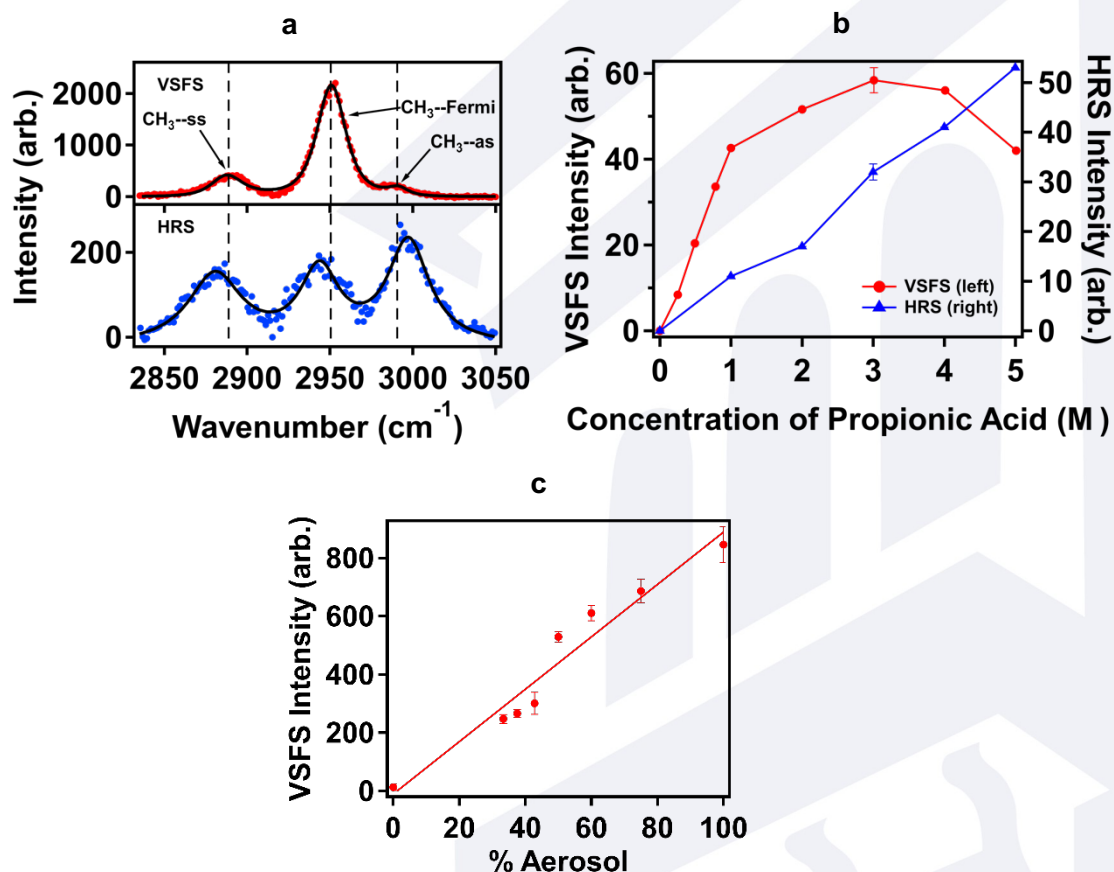 a
VSFS
CH3--ss
CH3--Fermi
CH3--as
2000
1000
0
HRS
200
0
Intensity (arb.)
2850 2900 2950 3000 3050
Wavenumber (cm-1)
b
60
40
20
0
VSFS Intensity (arb.)
VSFS (left)
HRS (right)
50
40
30
20
10
0
HRS Intensity (arb.)
0 1 2 3 4 5
Concentration of Propionic Acid (M )
c
800
600
400
200
0
VSFS Intensity (arb.)
0 20 40 60 80 100
% Aerosol